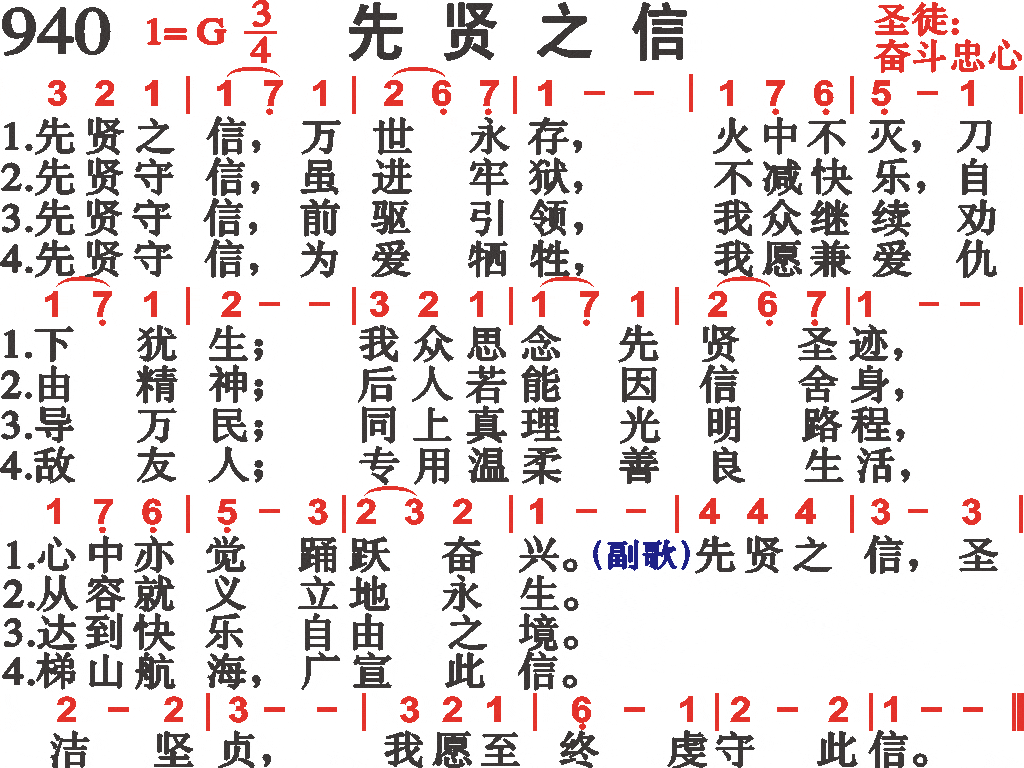 940 1=G 3/4 先贤之信 圣徒：
奋斗忠心
3 2 1 | 1 7 1 | 2 6 7 | 1 - - | 1 7 6 | 5 - 1 |
1.先贤之 信，万 世 永 存， 火中不 灭，刀
2.先贤守 信，虽 进 牢 狱， 不减快 乐，自
3.先贤守 信，前 驱 引 领， 我众继 续 劝
4.先贤守 信，为 爱 牺 牲， 我愿兼 爱 仇
1 7 1 | 2 - - | 3 2 1 | 1 7 1 | 2 6 7 | 1 - - |
1.下 犹 生； 我众思念 先 贤 圣迹，
2.由 精 神； 后人若能 因 信 舍身，
3.导 万 民； 同上真理 光 明 路程，
4.敌 友 人； 专用温柔 善 良 生活，
1 7 6 | 5 - 3 | 2 3 2 | 1 - - | 4 4 4 | 3 - 3 |
1.心中亦 觉 踊跃 奋 兴。(副歌)先贤之 信，圣
2.从容就 义 立地 永 生。
3.达到快 乐 自由 之 境。
4.梯山航 海，广宣 此 信。
2 - 2 | 3 - - | 3 2 1 | 6 - 1 | 2 - 2 | 1 - -
洁 坚贞， 我愿至 终 虔守 此信。